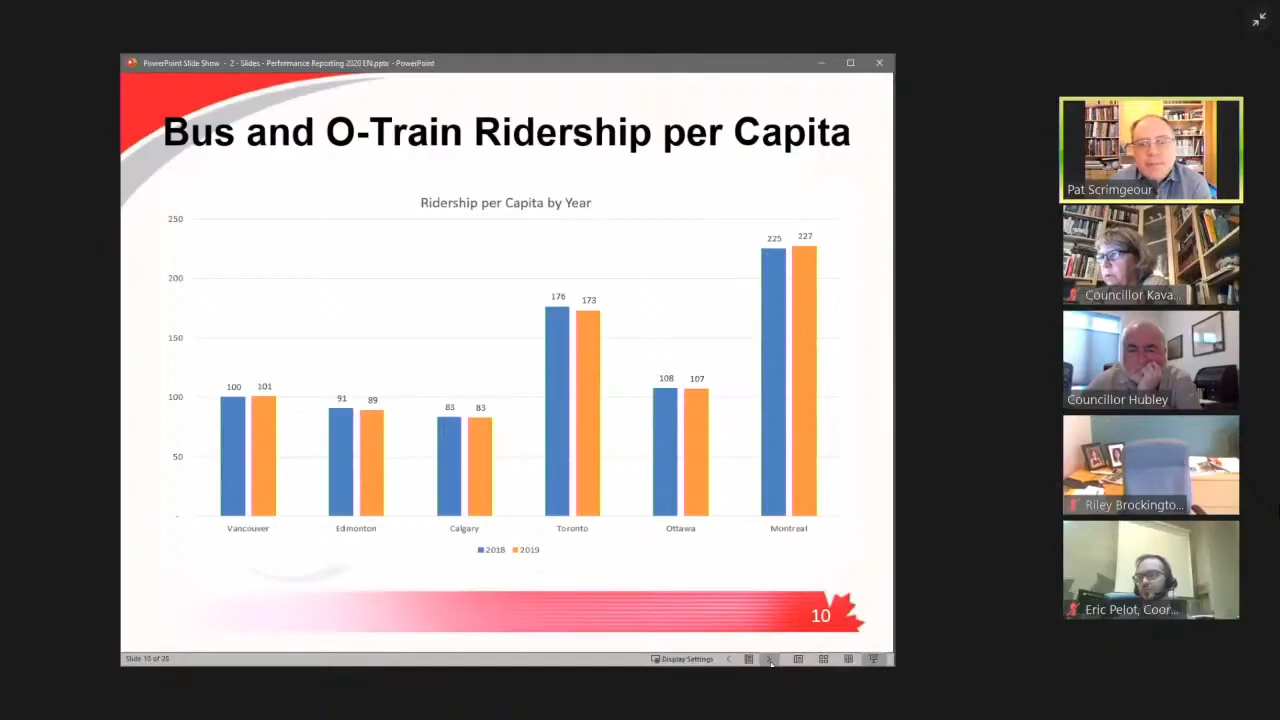 PowerPoint Slide Show - 2 - Slides - Performance Reporting 2020 EN.pptx - PowerPoint
Bus and O-Train Ridership per Capita
Ridership per Capita by Year
250
200
150
100
50
-
100 101
91 89
83 83
176 173
108 107
225 227
Vancouver Edmonton Calgary Toronto Ottawa Montreal
2018 2019
10
Slide 10 of 28
Display Settings
Pat Scrimgeour
Councillor Kava...
Councillor Hubley
Riley Brockingto...
Eric Pelot, Coor...